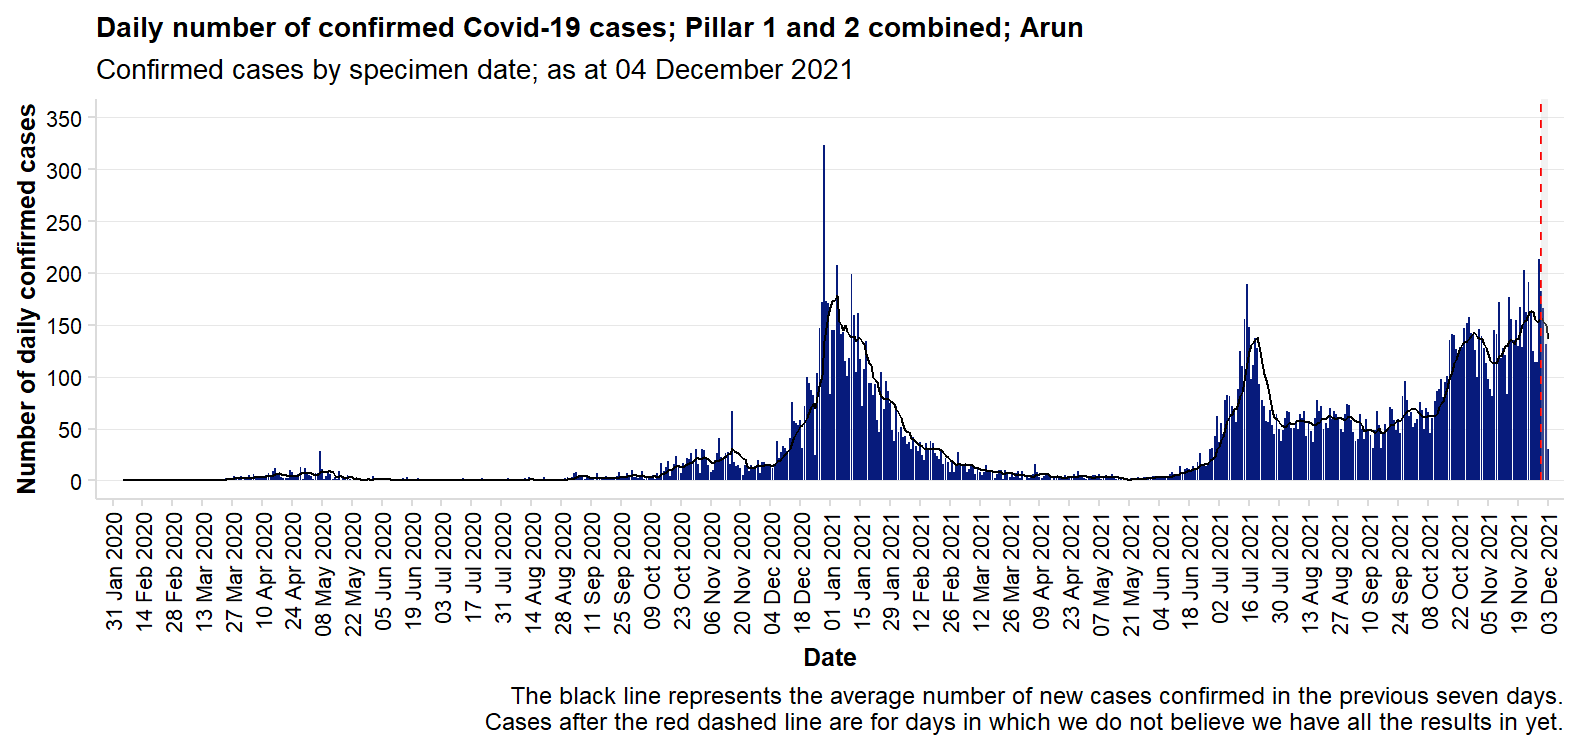 Daily number of confirmed Covid-19 cases; Pillar 1 and 2 combined; Arun
Confirmed cases by specimen date; as at 04 December 2021
Number of daily confirmed cases
350
300
250
200
150
100
50
0
31 Jan 2020
14 Feb 2020
28 Feb 2020
13 Mar 2020
27 Mar 2020
10 Apr 2020
24 Apr 2020
08 May 2020
22 May 2020
05 Jun 2020
19 Jun 2020
03 Jul 2020
17 Jul 2020
31 Jul 2020
14 Aug 2020
28 Aug 2020
11 Sep 2020
25 Sep 2020
09 Oct 2020
23 Oct 2020
06 Nov 2020
20 Nov 2020
04 Dec 2020
18 Dec 2020
01 Jan 2021
15 Jan 2021
29 Jan 2021
12 Feb 2021
26 Feb 2021
12 Mar 2021
26 Mar 2021
09 Apr 2021
23 Apr 2021
07 May 2021
21 May 2021
04 Jun 2021
18 Jun 2021
02 Jul 2021
16 Jul 2021
30 Jul 2021
13 Aug 2021
27 Aug 2021
10 Sep 2021
24 Sep 2021
08 Oct 2021
22 Oct 2021
05 Nov 2021
19 Nov 2021
03 Dec 2021
Date
The black line represents the average number of new cases confirmed in the previous seven days.
Cases after the red dashed line are for days in which we do not believe we have all the results in yet.